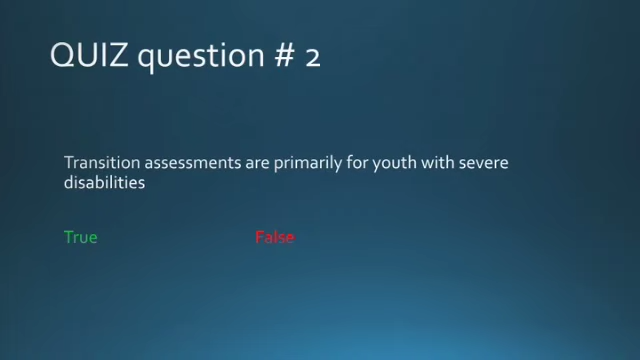 QUIZ question # 2
Transition assessments are primarily for youth with severe
disabilities
True False